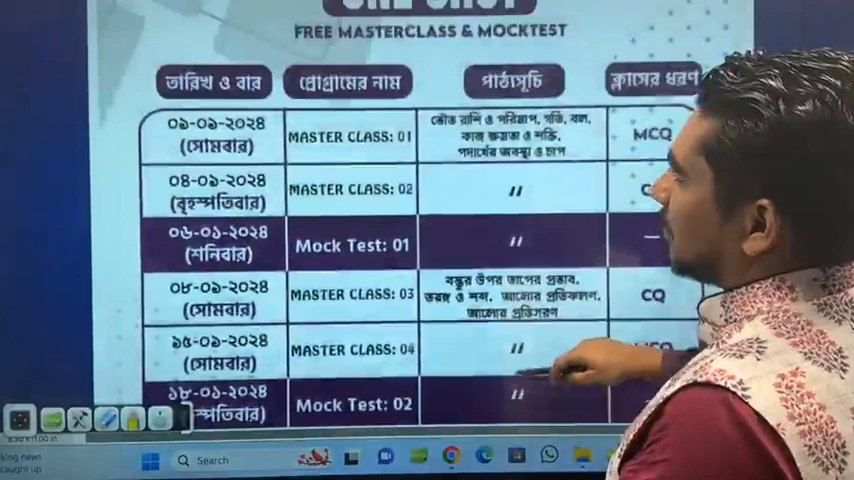 FREE MASTERCLASS & MOCKTEST
তারিখ ও বার
প্রোগ্রামের নাম
পাঠ্যসূচি
ক্লাসের ধরণ
০১-০১-২০২৪
(সোমবার)
MASTER CLASS: 01
ভৌত রাশি ও পরিমাপ, গতি, বল,
কাজ ক্ষমতা ও শক্তি,
পদার্থের অবস্থা ও চাপ
MCQ
০৪-০১-২০২৪
(বৃহস্পতিবার)
MASTER CLASS: 02
"
০৬-০১-২০২৪
(শনিবার)
Mock Test: 01
"
—
০৮-০১-২০২৪
(সোমবার)
MASTER CLASS: 03
বস্তুর উপর তাপের প্রভাব,
তরঙ্গ ও শব্দ, আলোর প্রতিফলন,
আলোর প্রতিসরণ
CQ
১৫-০১-২০২৪
(সোমবার)
MASTER CLASS: 04
"
১৮-০১-২০২৪
Mock Test: 02
"
Search